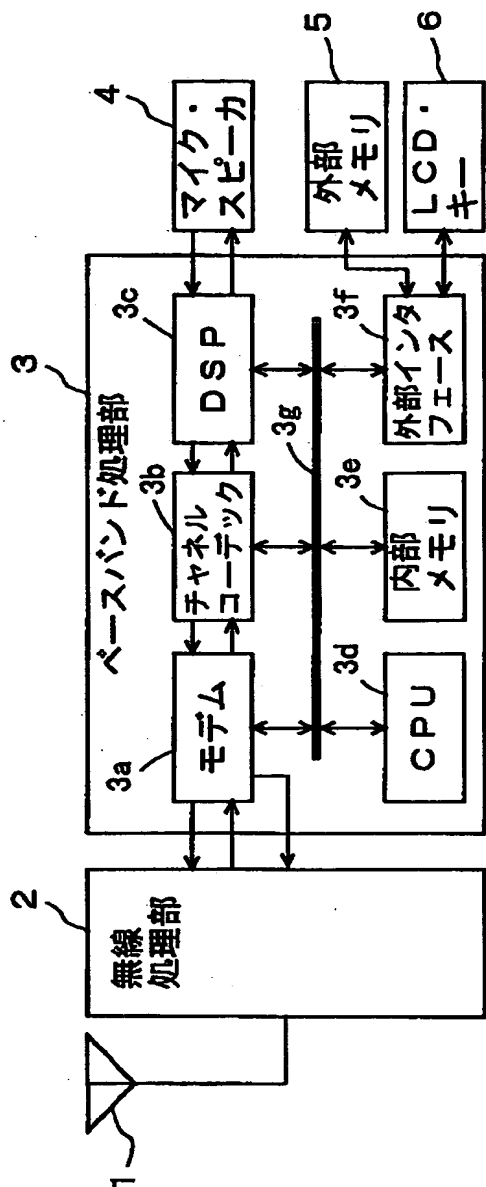 1
2
無線
処理部
3
ベースバンド処理部
3a
モデム
3b
チャネル
コーデック
3c
DSP
3g
3d
CPU
3e
内部
メモリ
3f
外部インタ
フェース
4
マイク・
スピーカ
5
外部
メモリ
6
LCD・
キー